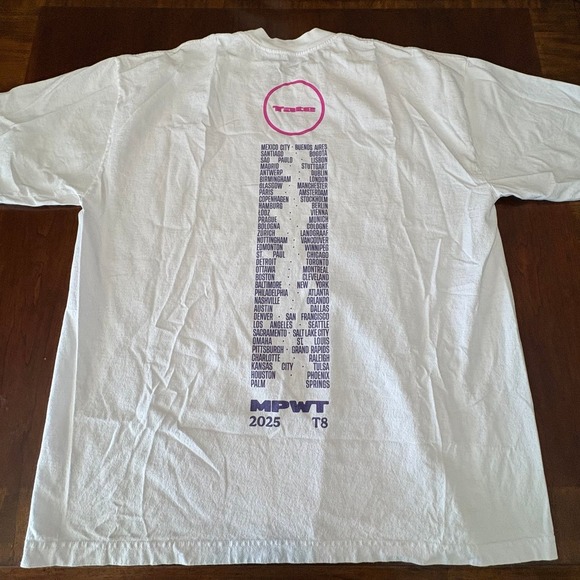 Tate
MEXICO CITY · BUENOS AIRES
SANTIAGO · BOGOTA
SAO PAULO · LISBON
MADRID · STUTTGART
ANTWERP · DUBLIN
BIRMINGHAM · LONDON
GLASGOW · MANCHESTER
PARIS · AMSTERDAM
COPENHAGEN · STOCKHOLM
HAMBURG · BERLIN
LODZ · VIENNA
PRAGUE · MUNICH
BOLOGNA · COLOGNE
ZURICH · LANDGRAAF
NOTTINGHAM · VANCOUVER
EDMONTON · WINNIPEG
ST. PAUL · CHICAGO
DETROIT · TORONTO
OTTAWA · MONTREAL
BOSTON · CLEVELAND
BALTIMORE · NEW YORK
PHILADELPHIA · ATLANTA
NASHVILLE · ORLANDO
AUSTIN · DALLAS
DENVER · SAN FRANCISCO
LOS ANGELES · SEATTLE
SACRAMENTO · SALT LAKE CITY
OMAHA · ST. LOUIS
PITTSBURGH · GRAND RAPIDS
CHARLOTTE · RALEIGH
KANSAS CITY · TULSA
HOUSTON · PHOENIX
PALM SPRINGS
MPWT
2025 T8